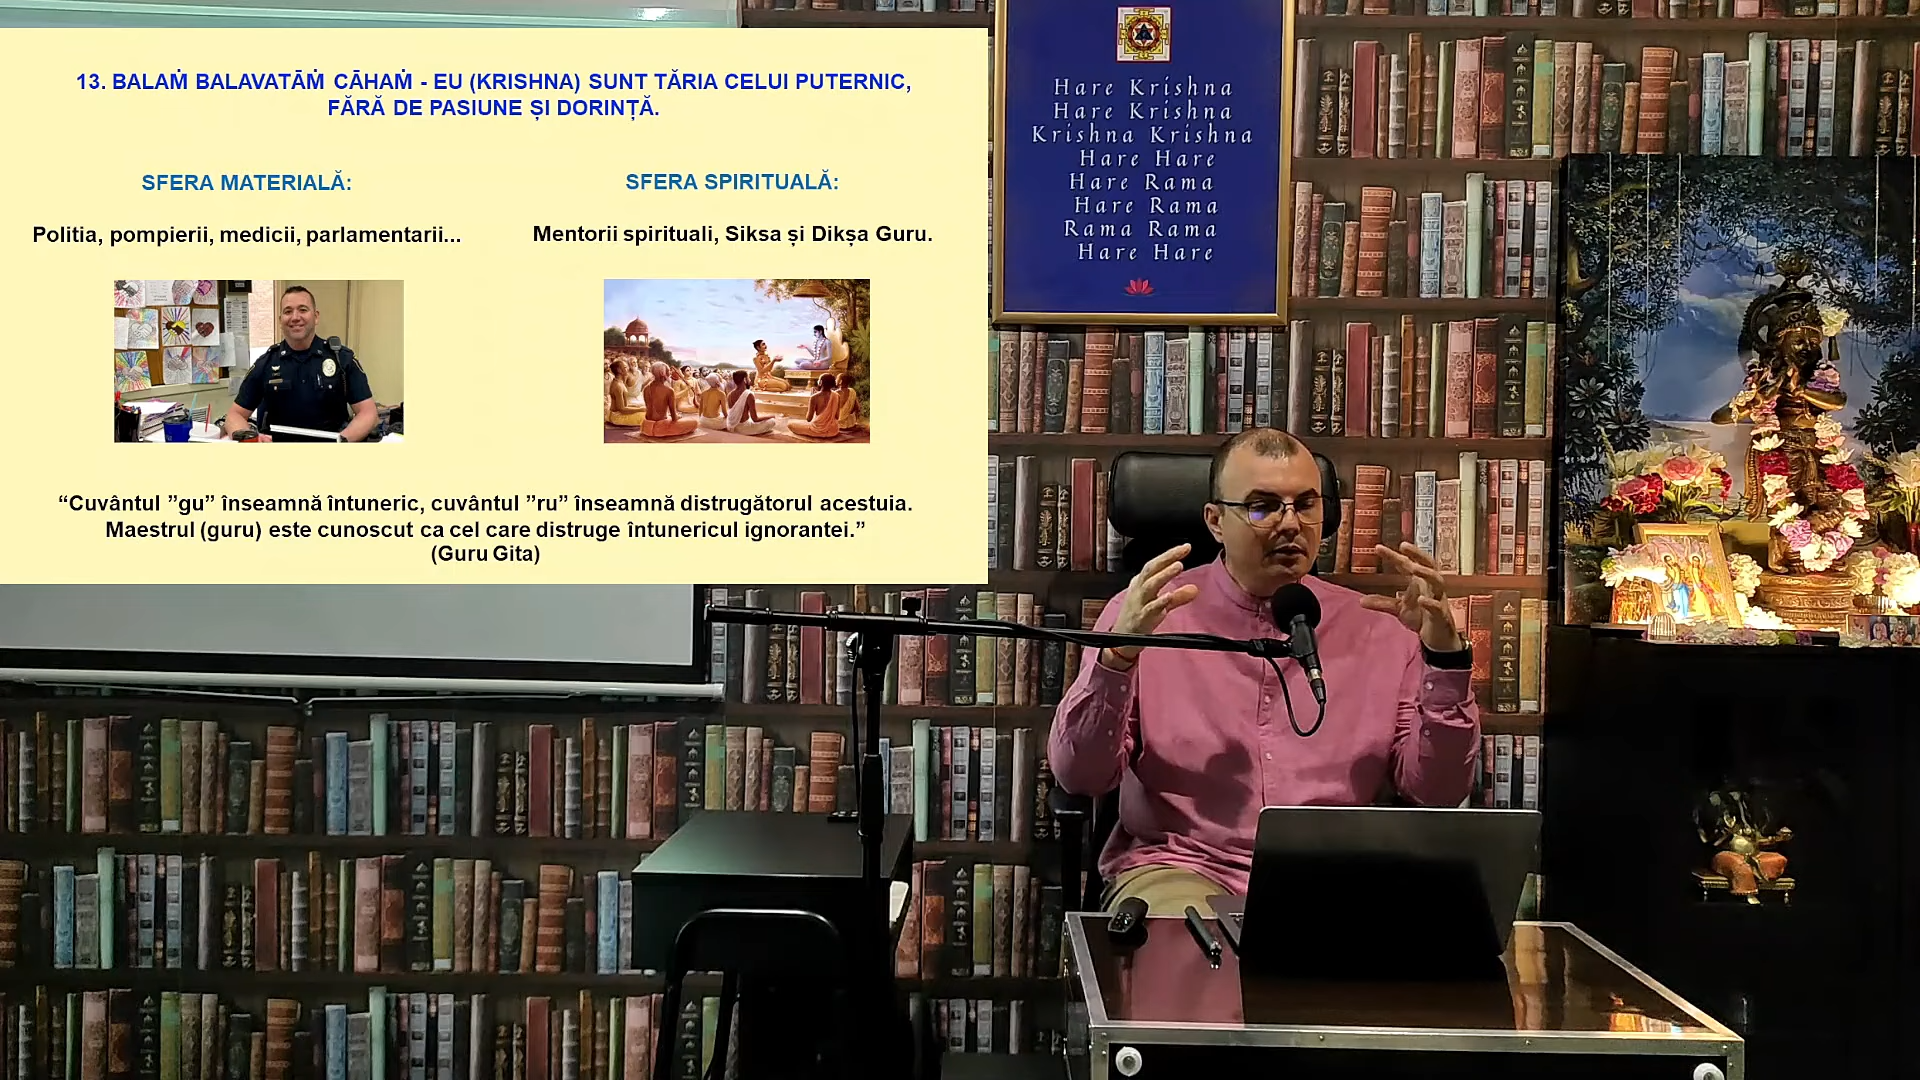 13. BALAṀ BALAVATĀṀ CĀHAṀ - EU (KRISHNA) SUNT TĂRIA CELUI PUTERNIC,
FĂRĂ DE PASIUNE ȘI DORINȚĂ.
SFERA MATERIALĂ:
Politia, pompierii, medicii, parlamentarii...
SFERA SPIRITUALĂ:
Mentorii spirituali, Siksa și Dikșa Guru.
“Cuvântul ”gu” înseamnă întuneric, cuvântul ”ru” înseamnă distrugătorul acestuia.
Maestrul (guru) este cunoscut ca cel care distruge întunericul ignorantei.”
(Guru Gita)
Hare Krishna
Hare Krishna
Krishna Krishna
Hare Hare
Hare Rama
Hare Rama
Rama Rama
Hare Hare